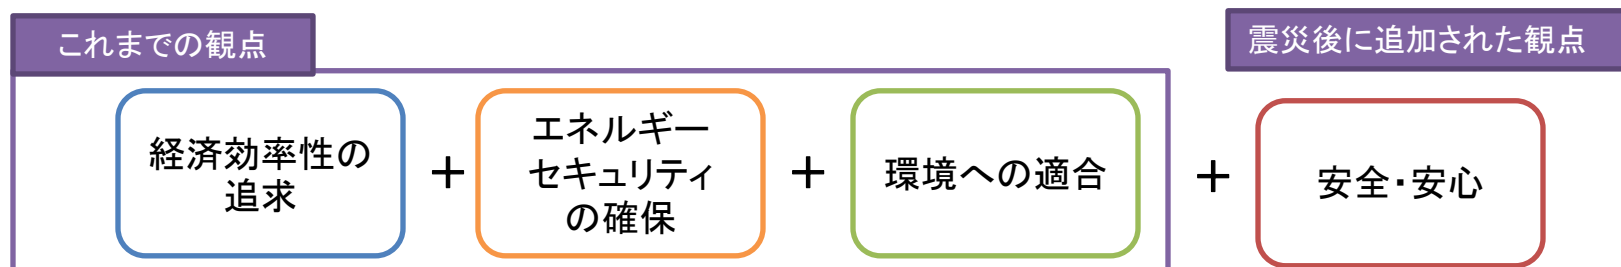 これまでの観点
震災後に追加された観点
経済効率性の
追求
+
エネルギー
セキュリティ
の確保
+
環境への適合
+
安全・安心